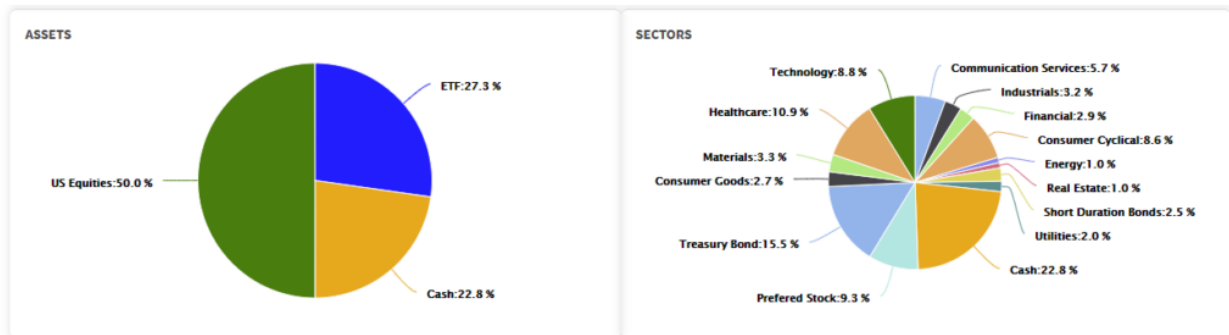 ASSETS
ETF:27.3 %
US Equities:50.0 %
Cash:22.8 %
SECTORS
Technology:8.8 %
Communication Services:5.7 %
Industrials:3.2 %
Healthcare:10.9 %
Financial:2.9 %
Consumer Cyclical:8.6 %
Materials:3.3 %
Energy:1.0 %
Consumer Goods:2.7 %
Real Estate:1.0 %
Short Duration Bonds:2.5 %
Utilities:2.0 %
Treasury Bond:15.5 %
Cash:22.8 %
Prefered Stock:9.3 %